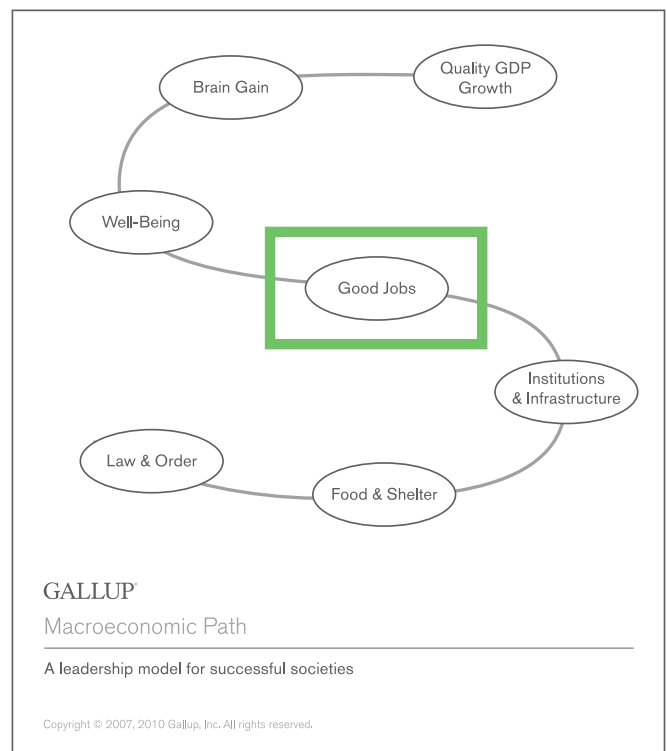 Quality GDP
Growth
Brain Gain
Well-Being
Good Jobs
Institutions
& Infrastructure
Law & Order
Food & Shelter
GALLUP®
Macroeconomic Path
A leadership model for successful societies
Copyright © 2007, 2010 Gallup, Inc. All rights reserved.